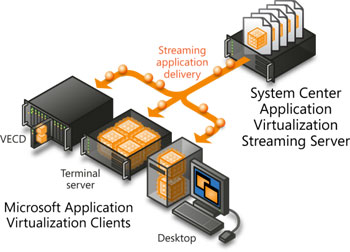 Streaming
application
delivery
System Center
Application
Virtualization
Streaming Server
VECD
Terminal
server
Microsoft Application
Virtualization Clients
Desktop